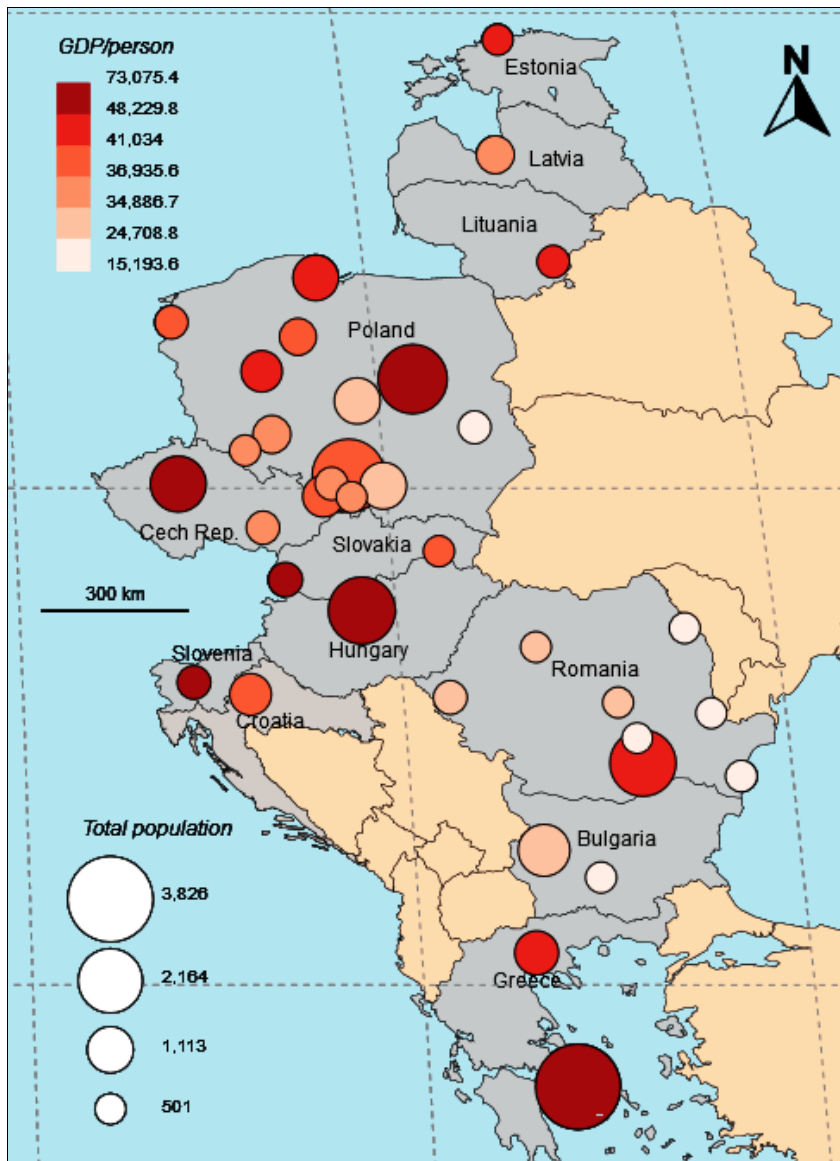 GDP/person
73,075.4
48,229.8
41,034
36,935.6
34,886.7
24,708.8
15,193.6
N
Estonia
Latvia
Lituania
Poland
Cech Rep.
Slovakia
300 km
Hungary
Slovenia
Croatia
Romania
Bulgaria
Greece
Total population
3,826
2,164
1,113
501